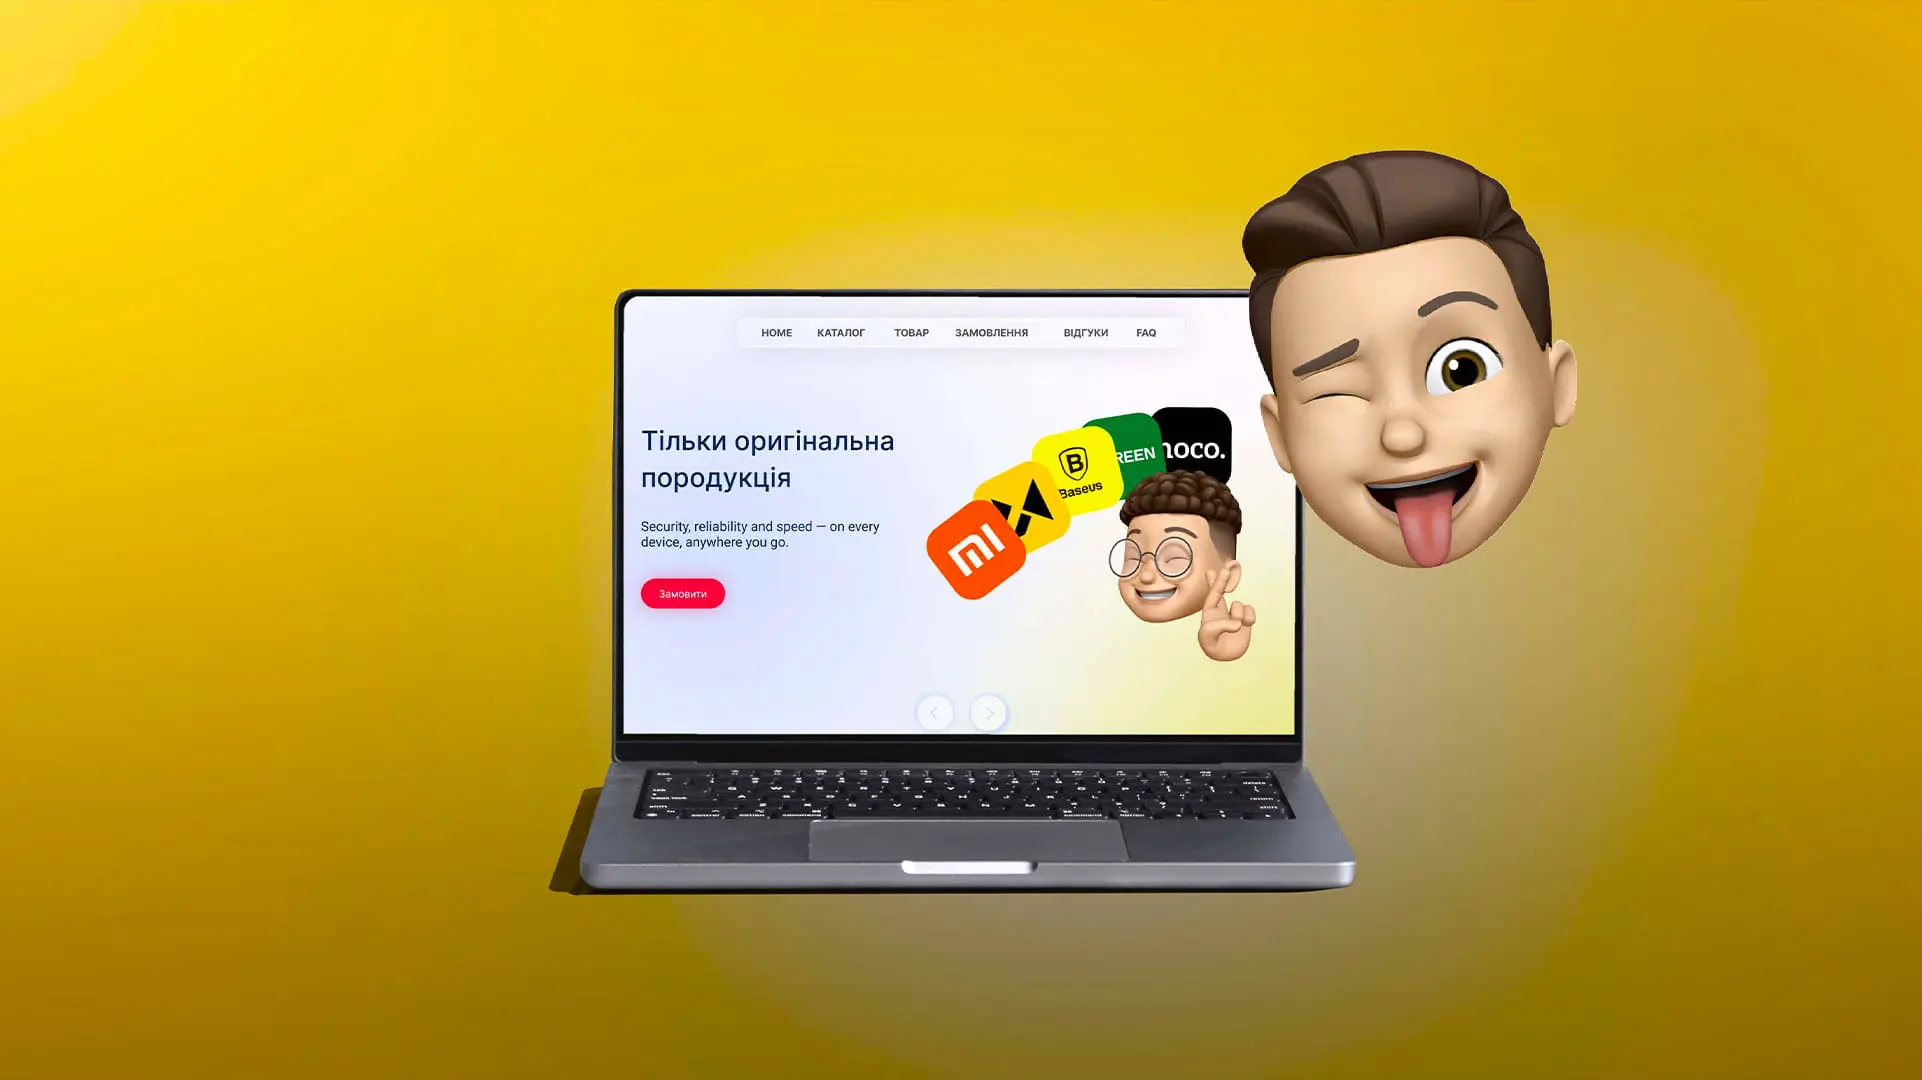 HOME КАТАЛОГ ТОВАР ЗАМОВЛЕННЯ ВІДГУКИ FAQ
Тільки оригінальна
породукція
Security, reliability and speed — on every
device, anywhere you go.
Замовити
mi
B
Baseus
REEN
hoco.